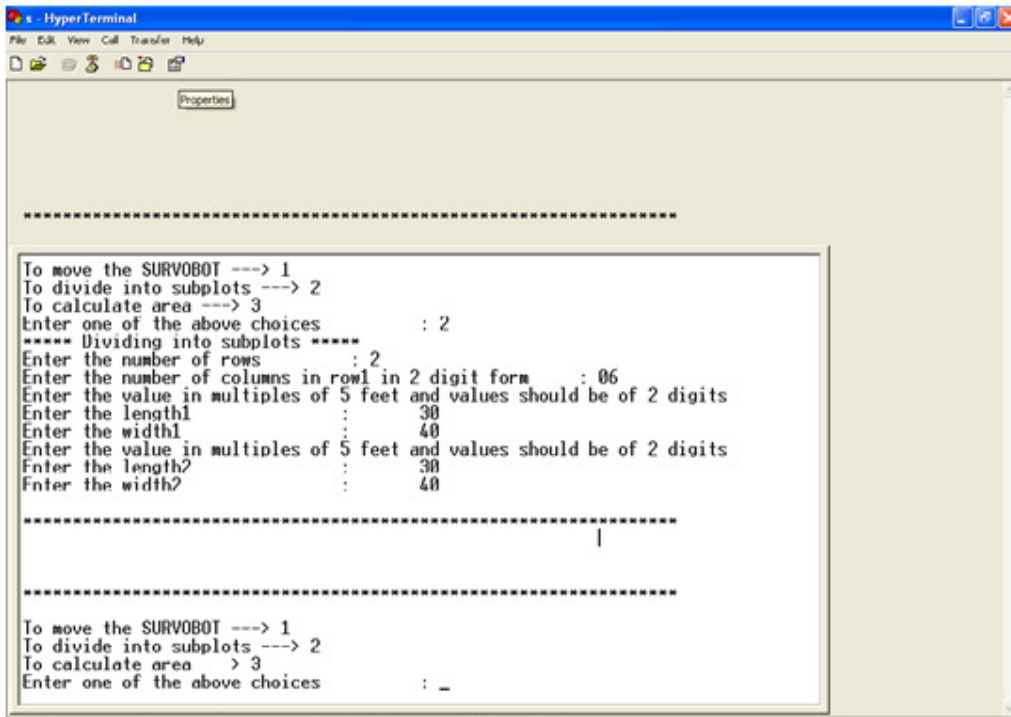 s - HyperTerminal
File Edit View Call Transfer Help
Properties
******************************************************************
To move the SURVOBOT ---> 1
To divide into subplots ---> 2
To calculate area ---> 3
Enter one of the above choices : 2
***** Dividing into subplots *****
Enter the number of rows : 2
Enter the number of columns in row1 in 2 digit form : 06
Enter the value in multiples of 5 feet and values should be of 2 digits
Enter the length1 : 30
Enter the width1 : 40
Enter the value in multiples of 5 feet and values should be of 2 digits
Enter the length2 : 30
Enter the width2 : 40
******************************************************************
******************************************************************
To move the SURVOBOT ---> 1
To divide into subplots ---> 2
To calculate area > 3
Enter one of the above choices : _